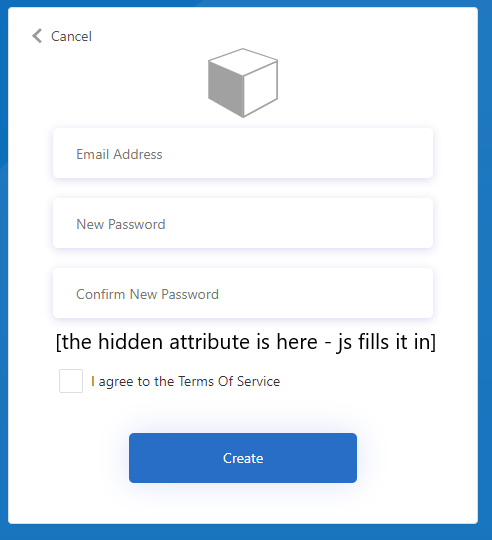 Cancel
Email Address
New Password
Confirm New Password
[the hidden attribute is here - js fills it in]
I agree to the Terms Of Service
Create